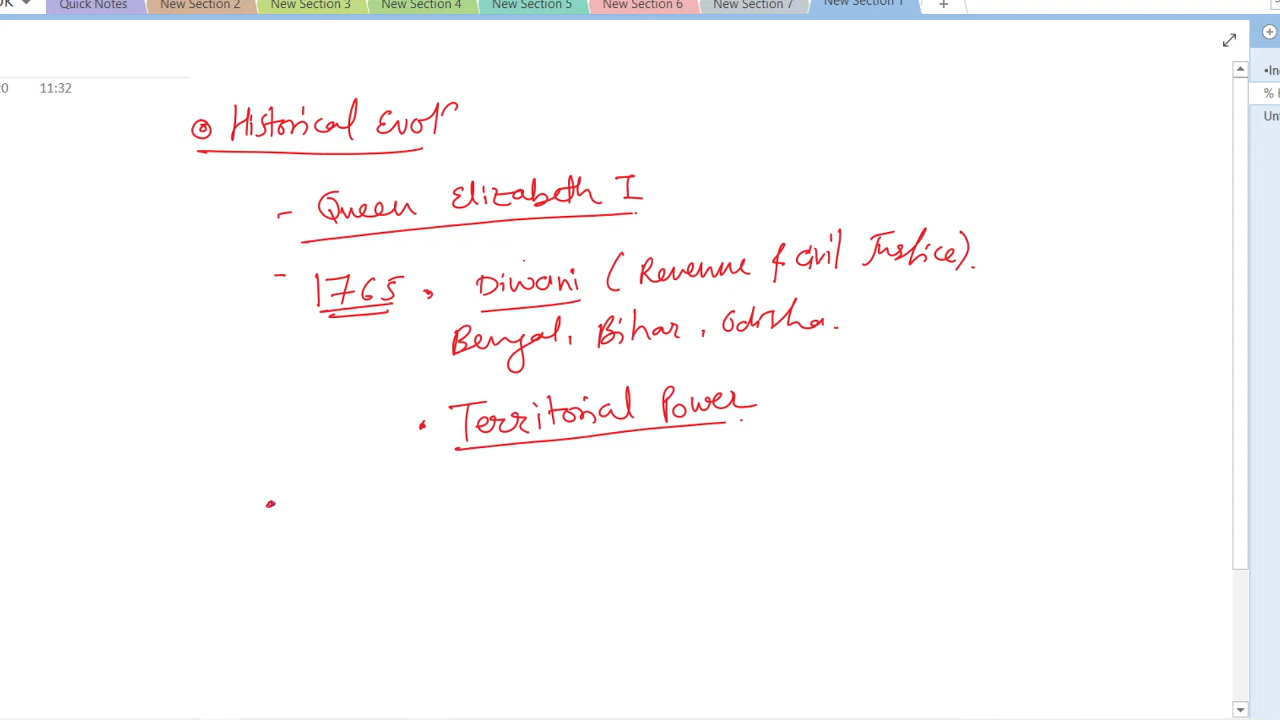 Quick Notes New Section 2 New Section 3 New Section 4 New Section 5 New Section 6 New Section 7 New Section 1
20 11:32
Historical Evolⁿ
- Queen Elizabeth I
- 1765, Diwani (Revenue & Civil Justice).
Bengal, Bihar, Odisha.
• Territorial Power
•